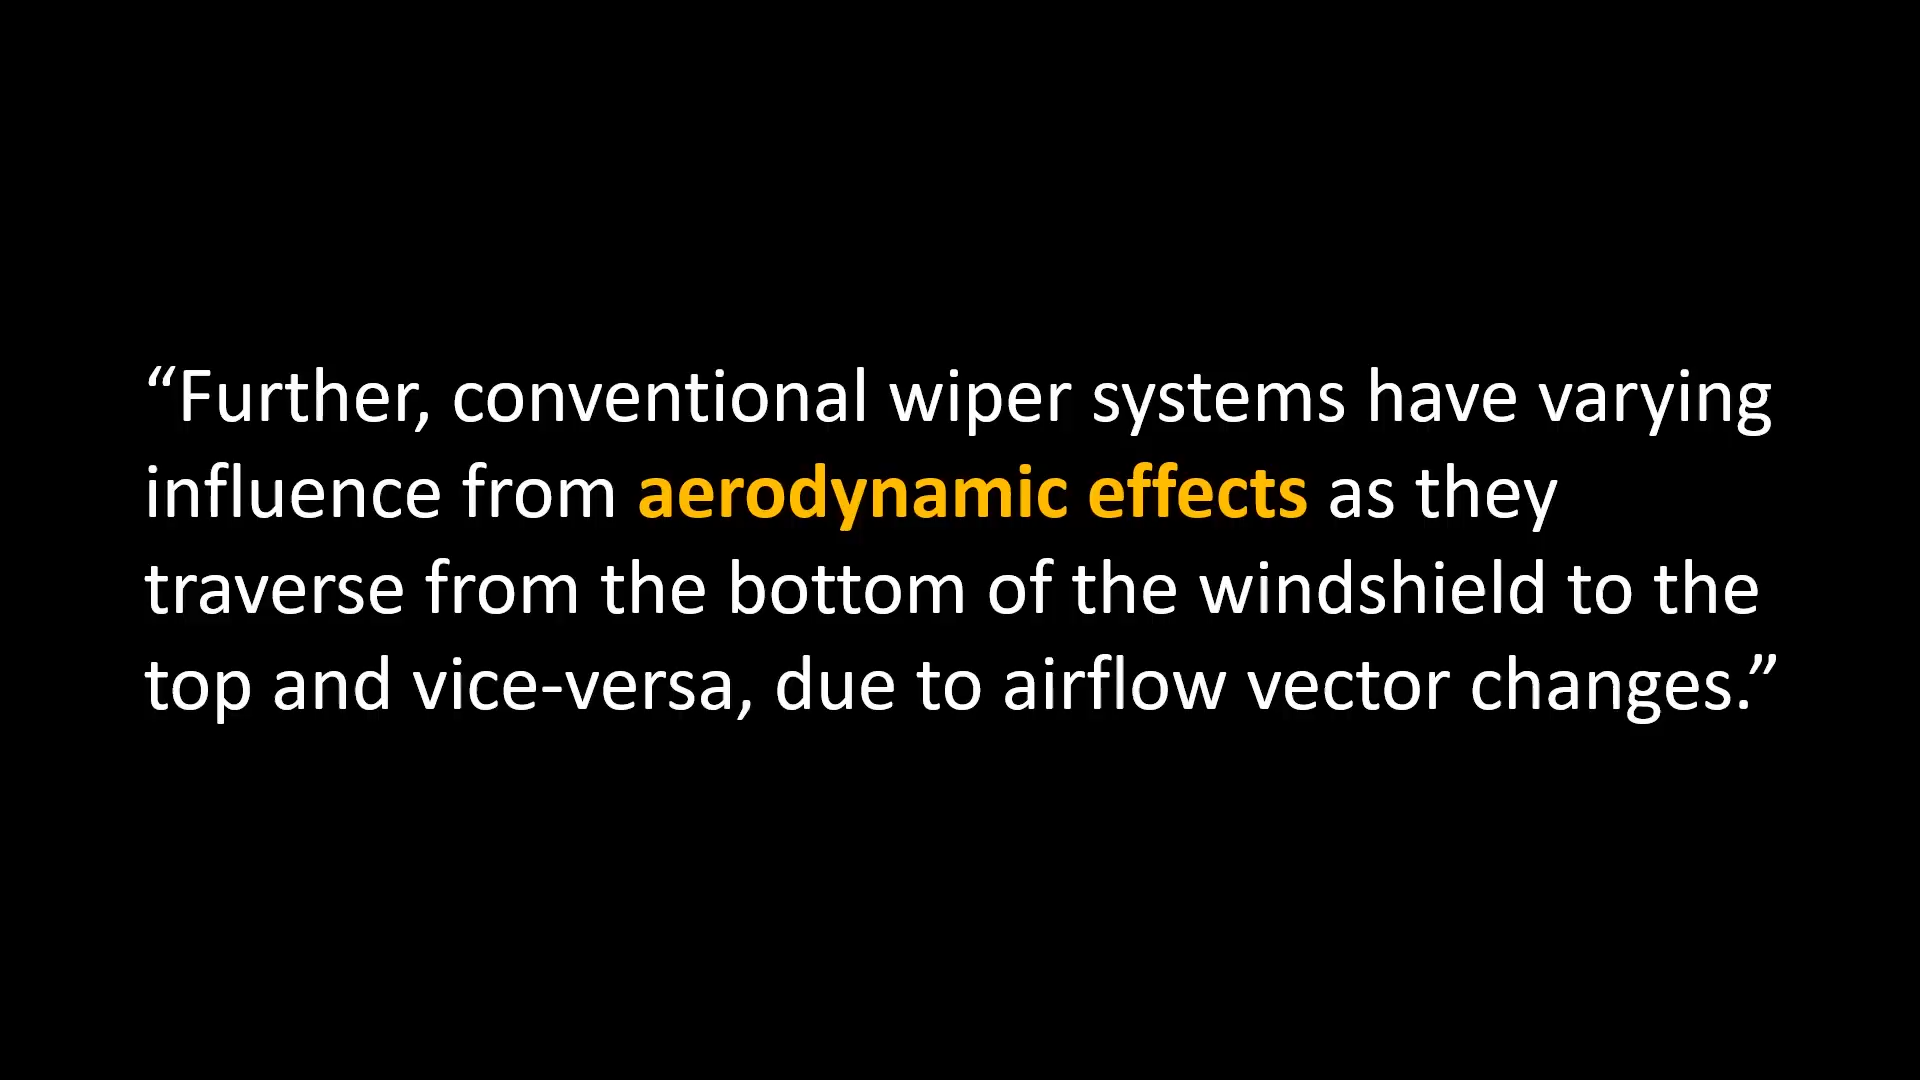 “Further, conventional wiper systems have varying
influence from aerodynamic effects as they
traverse from the bottom of the windshield to the
top and vice-versa, due to airflow vector changes.”